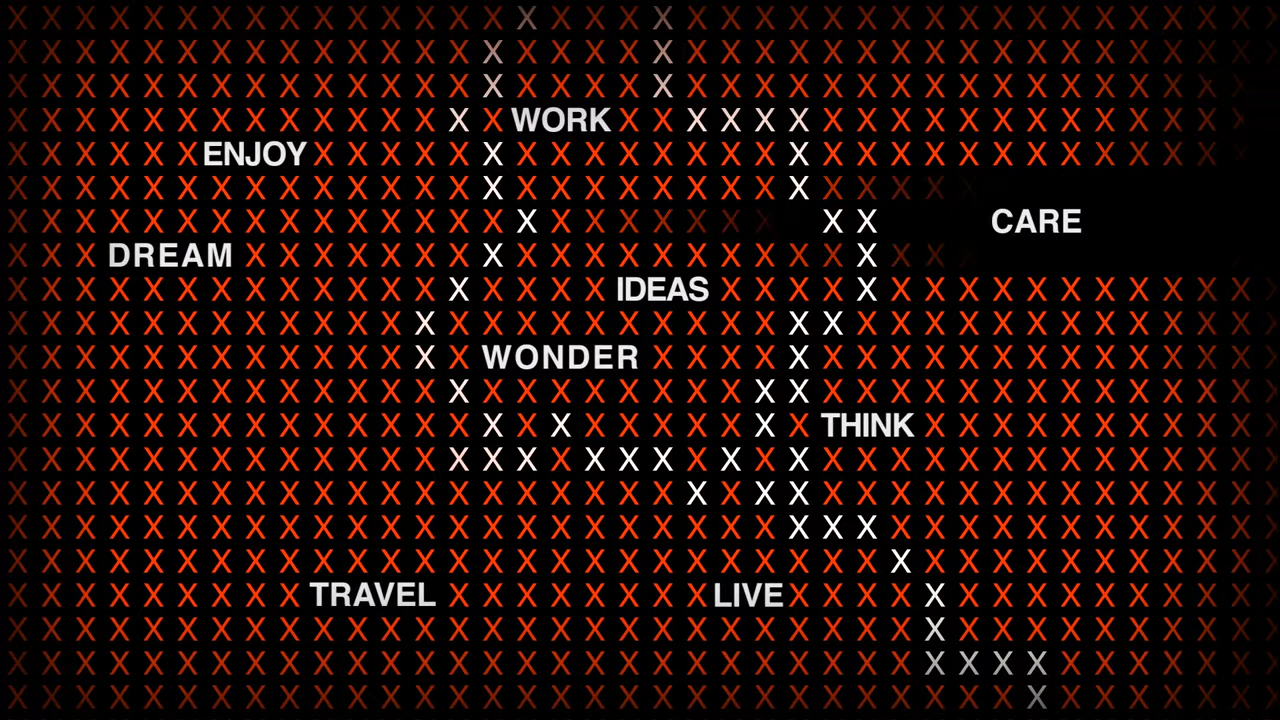 WORK
ENJOY
CARE
DREAM
IDEAS
WONDER
THINK
TRAVEL
LIVE